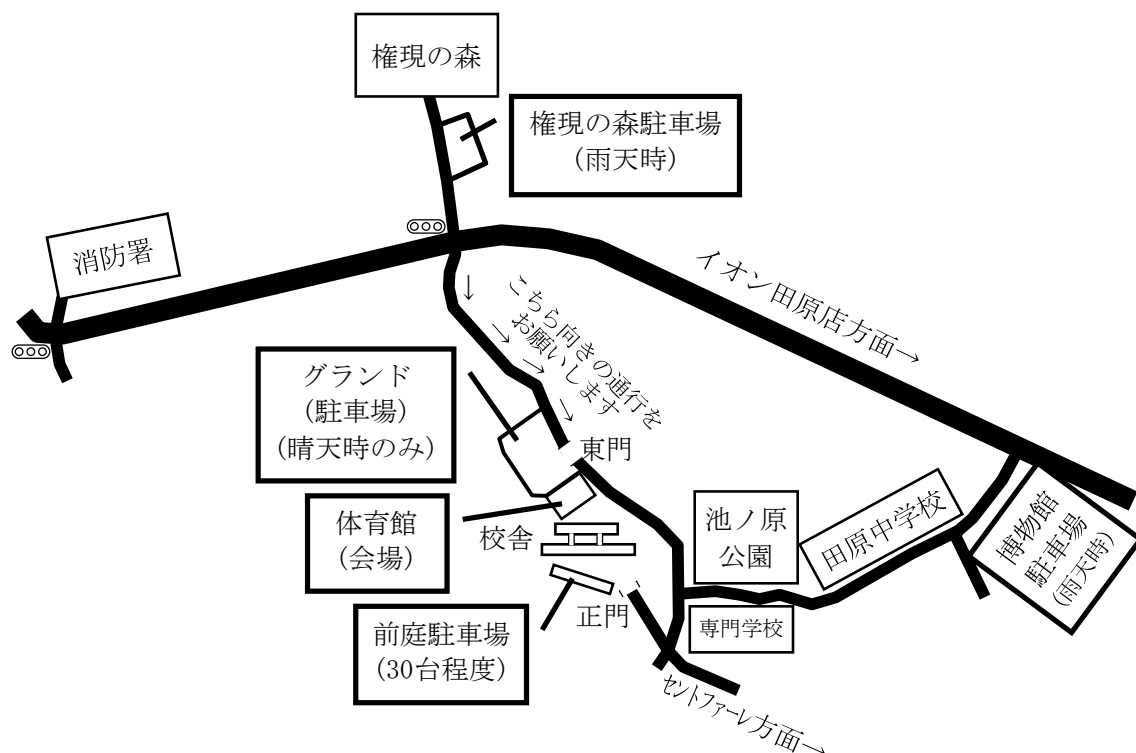 権現の森
権現の森駐車場
(雨天時)
消防署
イオン田原店方面→
↓
→
→
→
こちら向きの通行を
お願いします
グランド
(駐車場)
(晴天時のみ)
東門
体育館
(会場)
校舎
池ノ原
公園
田原中学校
博物館
駐車場
(雨天時)
正門
専門学校
前庭駐車場
(30台程度)
セントファーレ方面→